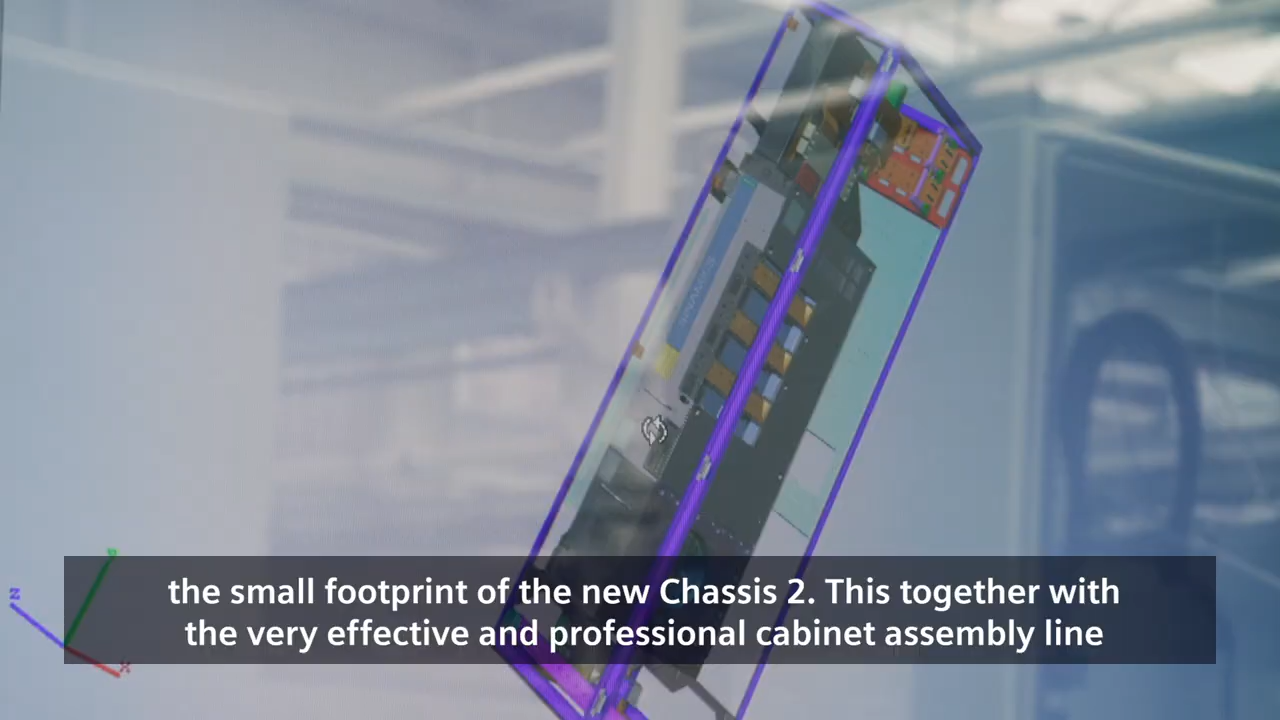 SINAMICS
the small footprint of the new Chassis 2. This together with
the very effective and professional cabinet assembly line
Z
X